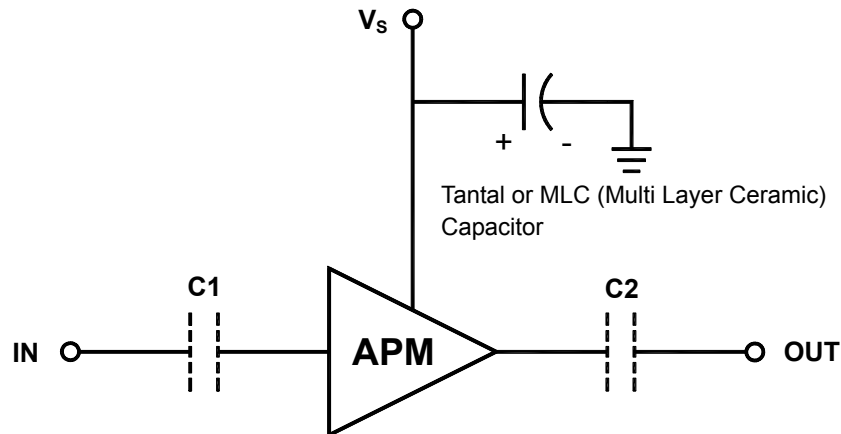 Vs
+ -
Tantal or MLC (Multi Layer Ceramic)
Capacitor
C1
C2
IN
APM
OUT